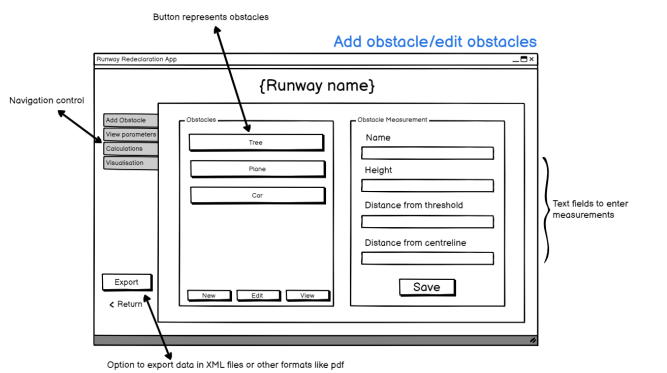 Button represents obstacles
Add obstacle/edit obstacles
Runway Redeclaration App
{Runway name}
Navigation control
Add Obstacle
View parameters
Calculations
Visualisation
Obstacles
Tree
Plane
Car
New
Edit
View
Obstacle Measurement
Name
Height
Distance from threshold
Distance from centreline
Save
Text fields to enter
measurements
Export
< Return
Option to export data in XML files or other formats like pdf